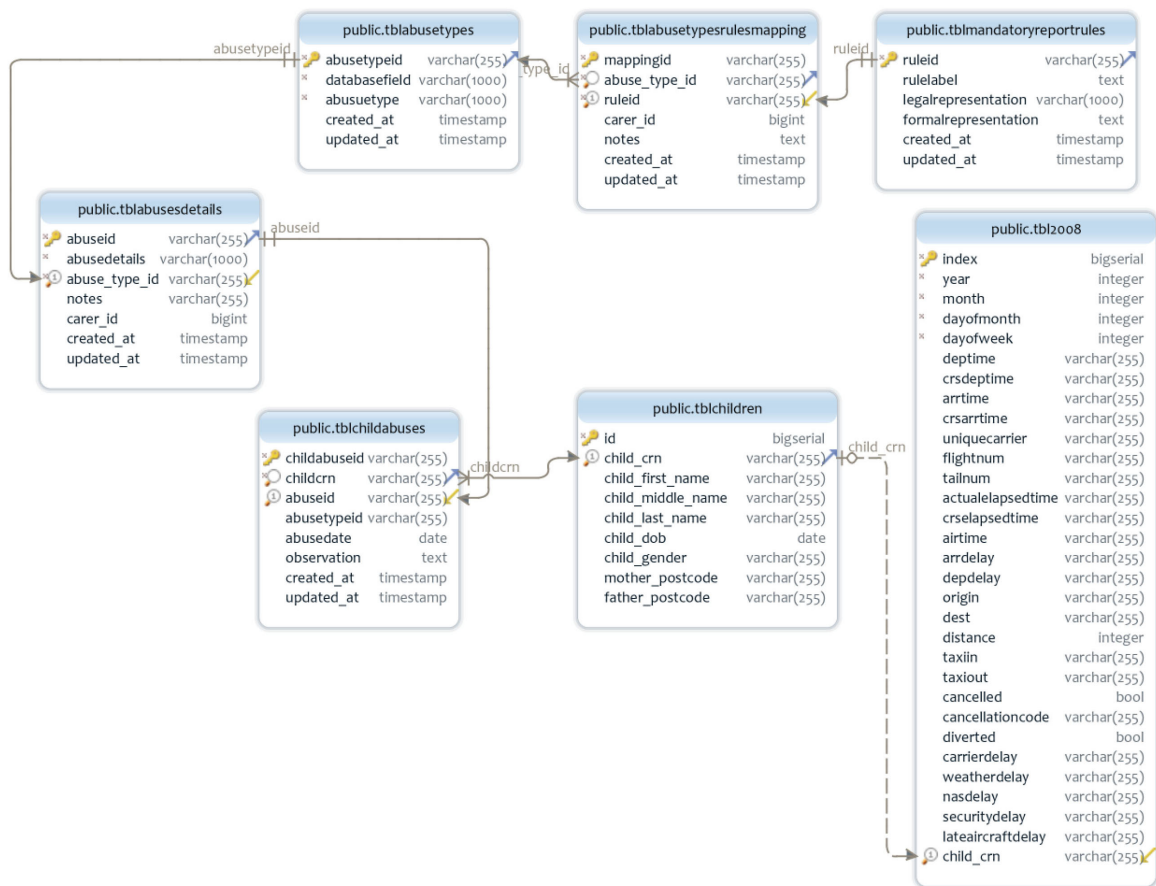 public.tblabusetypes
abusetypeid varchar(255)
databasefield varchar(1000)
abusuetype varchar(1000)
created_at timestamp
updated_at timestamp
abusetypeid
_type_id
public.tblabusetypesrulesmapping
mappingid varchar(255)
abuse_type_id varchar(255)
ruleid varchar(255)
carer_id bigint
notes text
created_at timestamp
updated_at timestamp
ruleid
public.tblmandatoryreportrules
ruleid varchar(255)
rulelabel text
legalrepresentation varchar(1000)
formalrepresentation text
created_at timestamp
updated_at timestamp
public.tblabusesdetails
abuseid varchar(255)
abusedetails varchar(1000)
abuse_type_id varchar(255)
notes varchar(255)
carer_id bigint
created_at timestamp
updated_at timestamp
abuseid
public.tblchildabuses
childabuseid varchar(255)
childcrn varchar(255)
abuseid varchar(255)
abusetypeid varchar(255)
abusedate date
observation text
created_at timestamp
updated_at timestamp
childcrn
public.tblchildren
id bigserial
child_crn varchar(255)
child_first_name varchar(255)
child_middle_name varchar(255)
child_last_name varchar(255)
child_dob date
child_gender varchar(255)
mother_postcode varchar(255)
father_postcode varchar(255)
child_crn
public.tbl2008
index bigserial
year integer
month integer
dayofmonth integer
dayofweek integer
deptime varchar(255)
crsdeptime varchar(255)
arrtime varchar(255)
crsarrtime varchar(255)
uniquecarrier varchar(255)
flightnum varchar(255)
tailnum varchar(255)
actualelapsedtime varchar(255)
crselapsedtime varchar(255)
airtime varchar(255)
arrdelay varchar(255)
depdelay varchar(255)
origin varchar(255)
dest varchar(255)
distance integer
taxiin varchar(255)
taxiout varchar(255)
cancelled bool
cancellationcode varchar(255)
diverted bool
carrierdelay varchar(255)
weatherdelay varchar(255)
nasdelay varchar(255)
securitydelay varchar(255)
lateaircraftdelay varchar(255)
child_crn varchar(255)